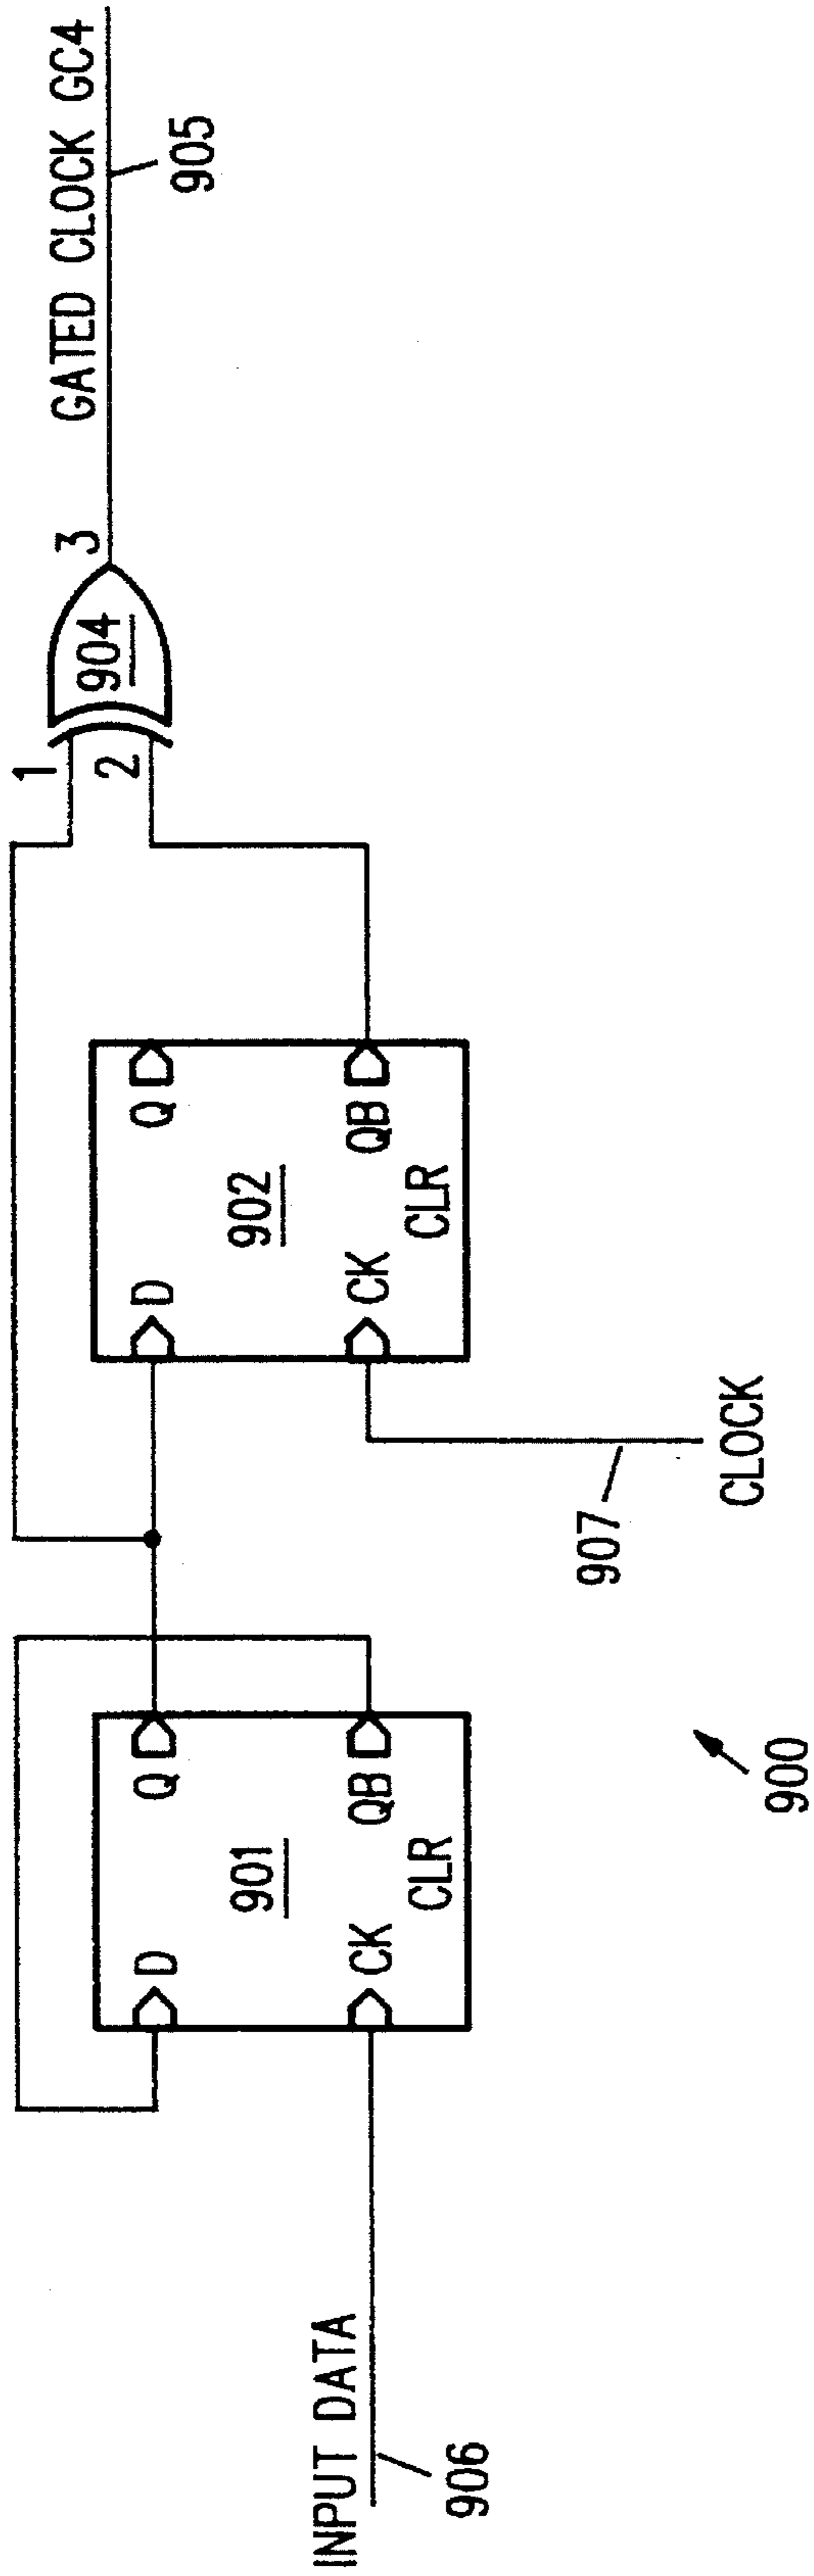 GATED CLOCK GC4
905
1
2
3
904
D
Q
902
CK
QB
CLR
907
CLOCK
D
Q
901
CK
QB
CLR
INPUT DATA
906
900